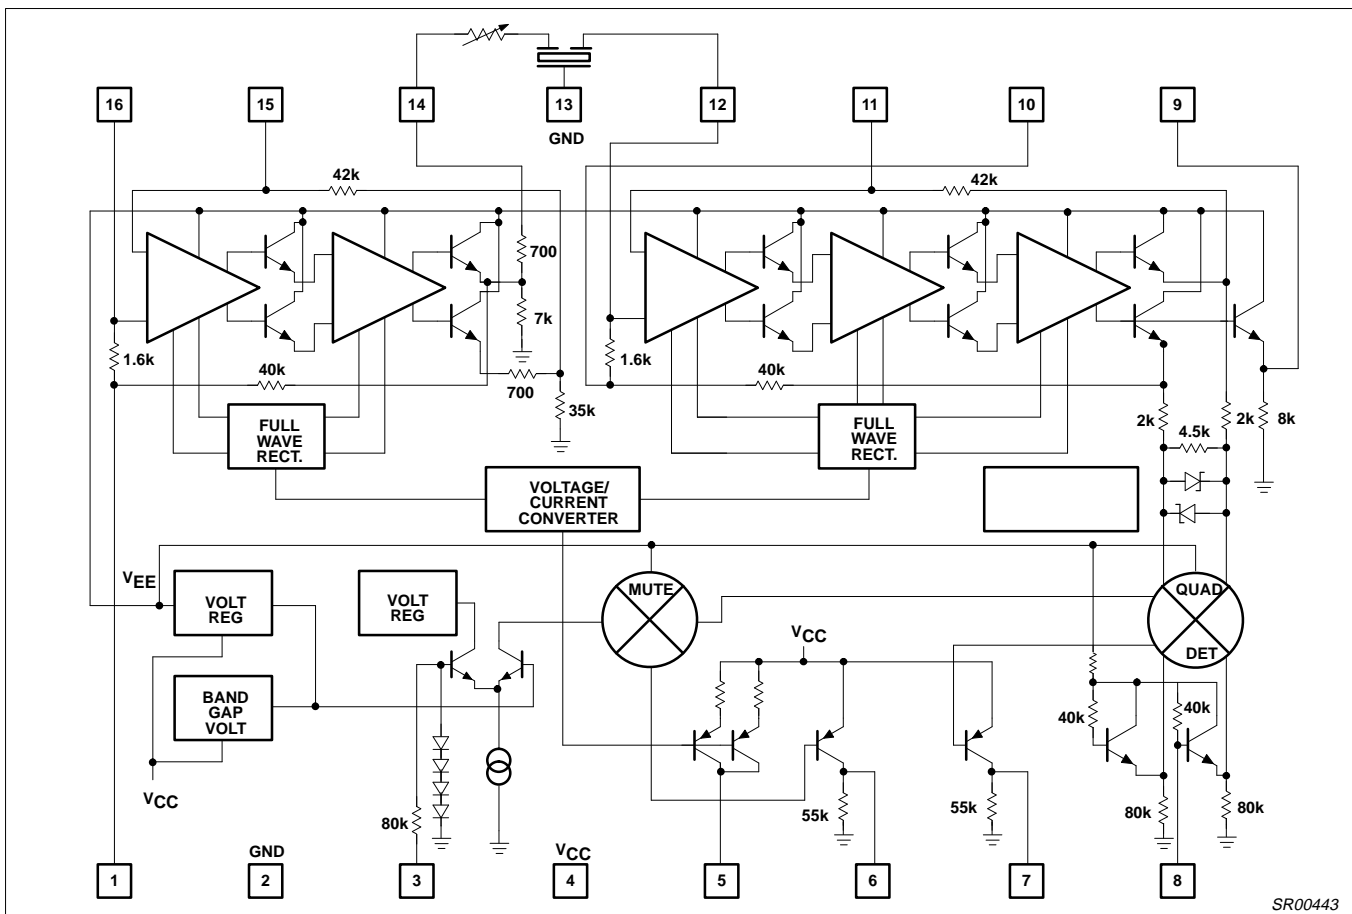 16
15
14
13
12
11
10
9
GND
42k
42k
700
7k
1.6k
40k
700
35k
1.6k
40k
2k
2k
8k
4.5k
FULL
WAVE
RECT.
FULL
WAVE
RECT.
VOLTAGE/
CURRENT
CONVERTER
VEE
VOLT
REG
VOLT
REG
MUTE
QUAD
DET
VCC
BAND
GAP
VOLT
40k
40k
VCC
80k
55k
55k
80k
80k
GND
VCC
1
2
3
4
5
6
7
8
SR00443